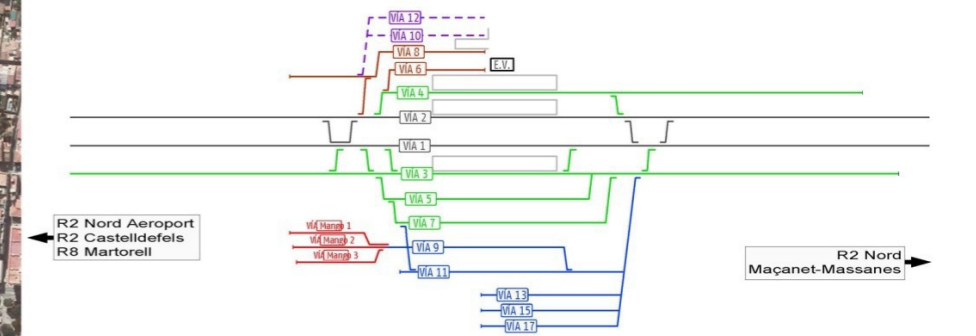 VÍA 12
VÍA 10
VÍA 8
VÍA 6
E.V.
VÍA 4
VÍA 2
VÍA 1
VÍA 3
VÍA 5
VÍA 7
VÍA Mango 1
VÍA Mango 2
VÍA Mango 3
VÍA 9
VÍA 11
VÍA 13
VÍA 15
VÍA 17
R2 Nord Aeroport
R2 Castelldefels
R8 Martorell
R2 Nord
Maçanet-Massanes